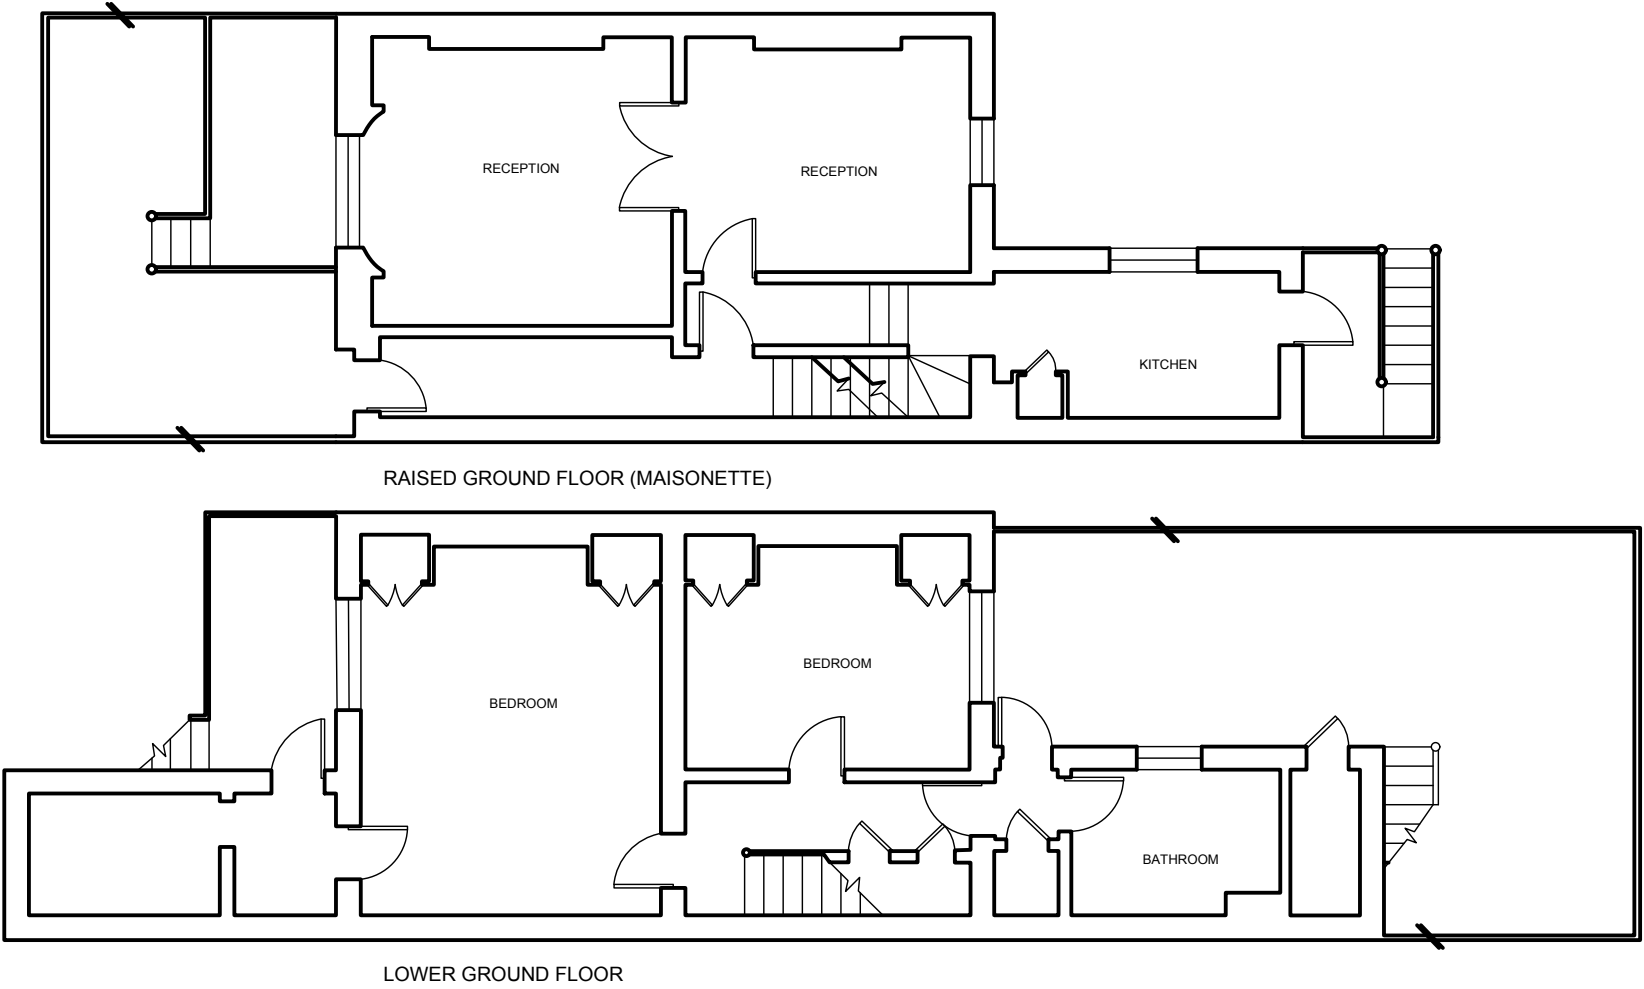 RECEPTION
RECEPTION
KITCHEN
RAISED GROUND FLOOR (MAISONETTE)
BEDROOM
BEDROOM
BATHROOM
LOWER GROUND FLOOR